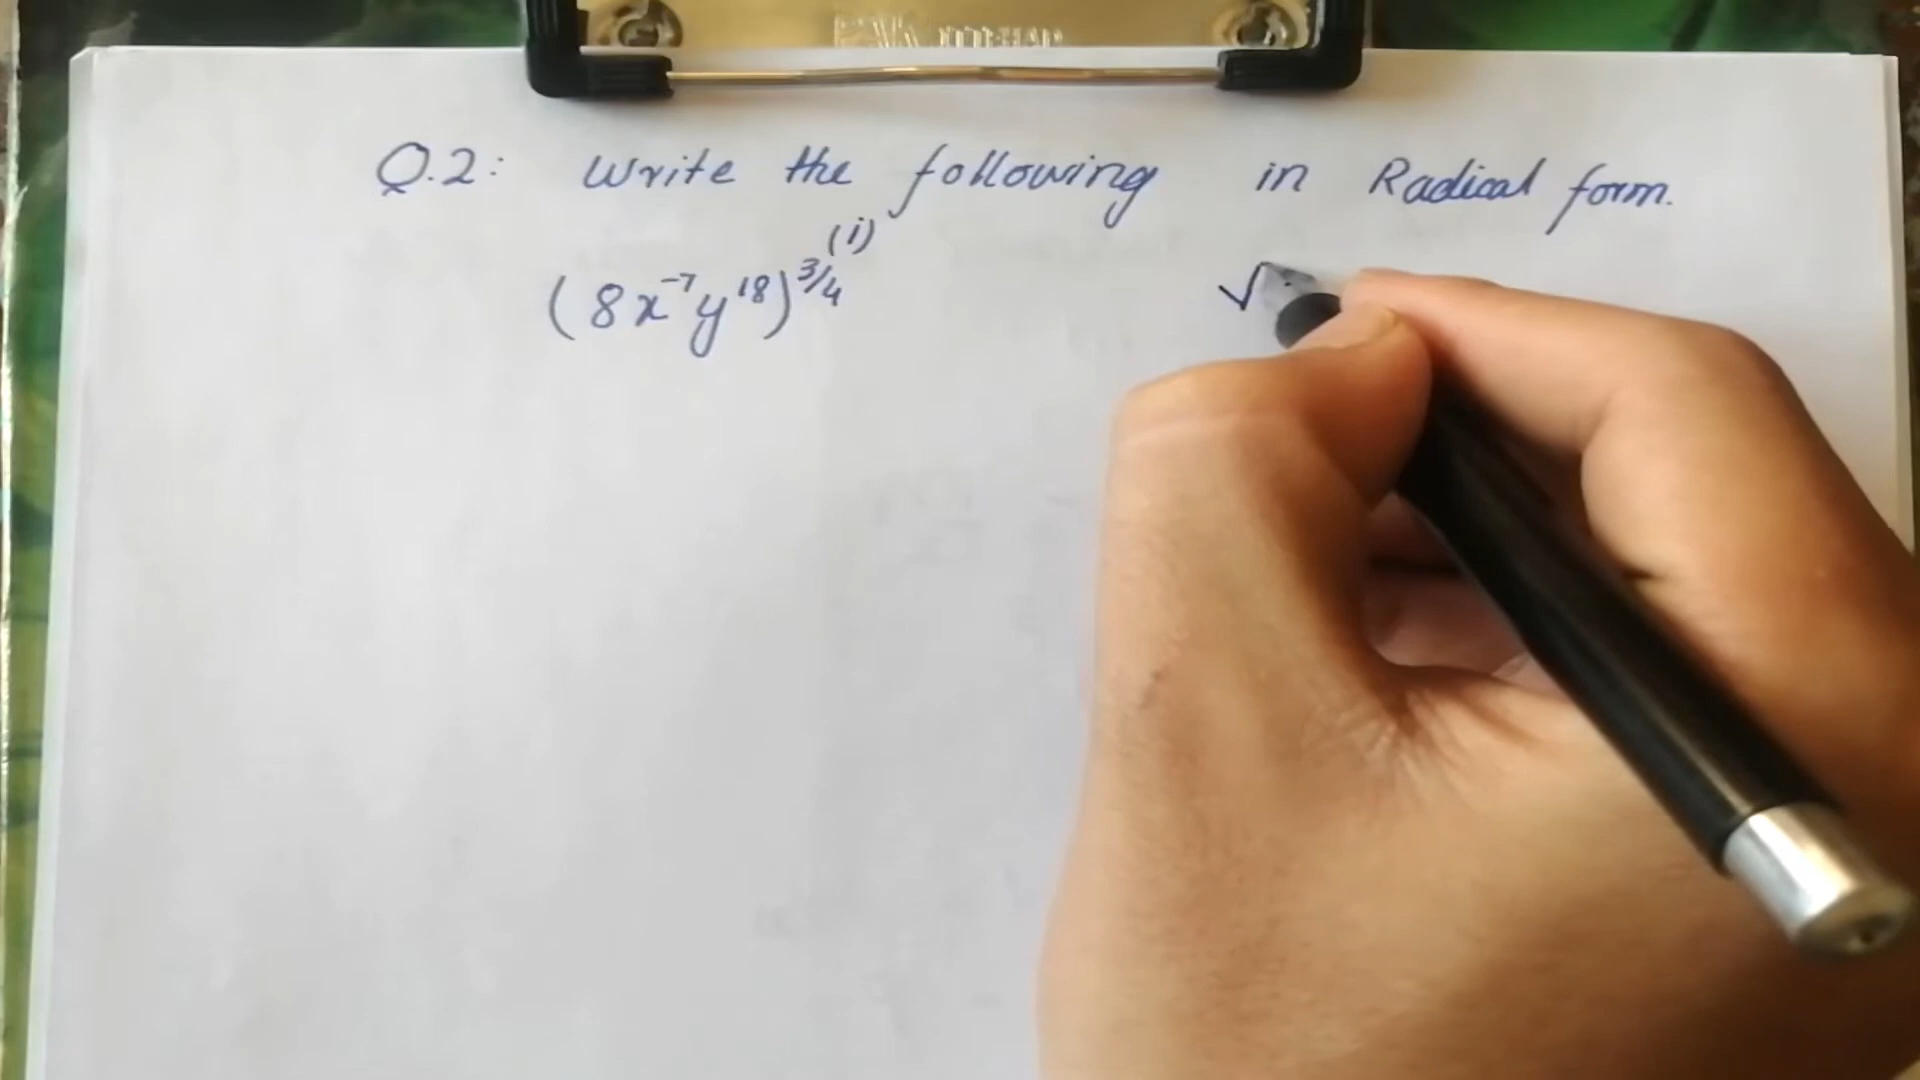 Q.2: Write the following in Radical form.
(i)
(8x⁻⁷y¹⁸)^3/4 √